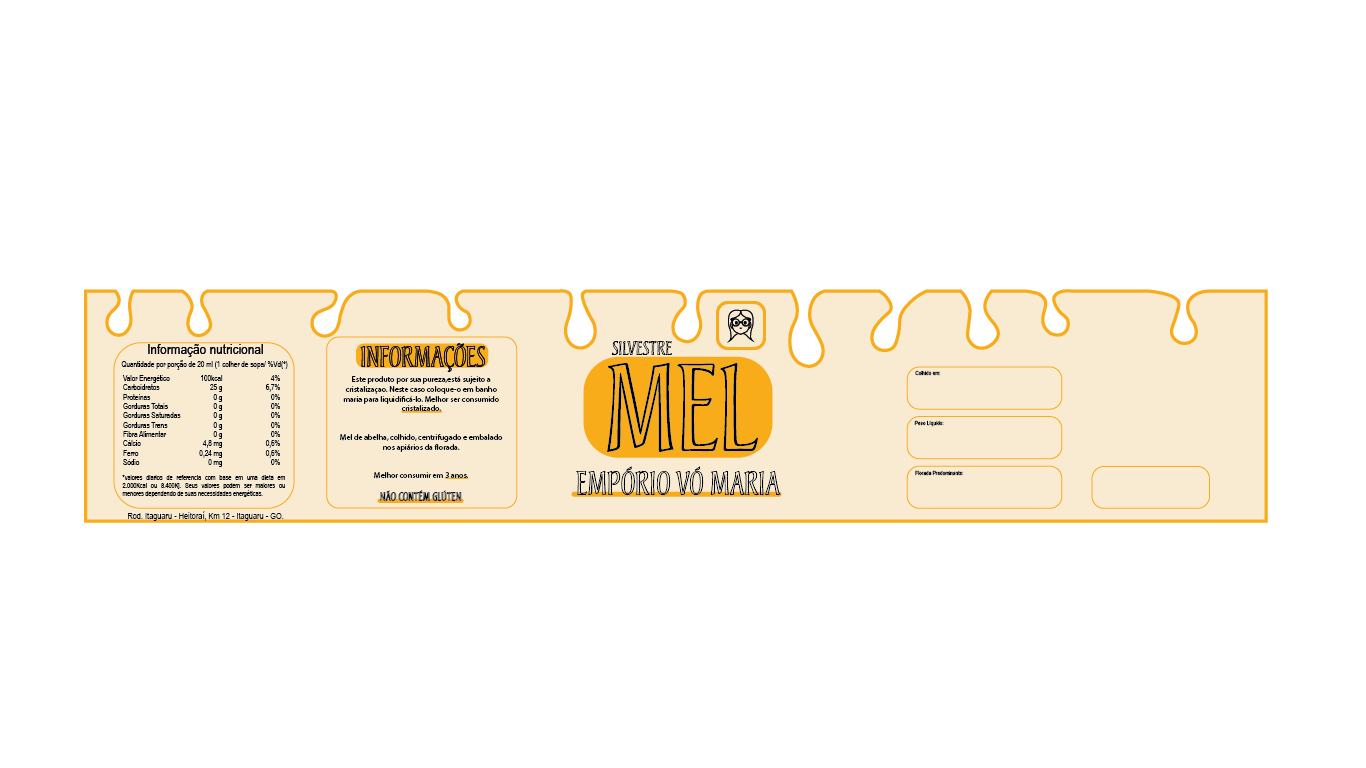 Informação nutricional
Quantidade por porção de 20 ml (1 colher de sopa/ %Vd(*)
Valor Energético 100kcal 4%
Carboidratos 25 g 6,7%
Proteinas 0 g 0%
Gorduras Totais 0 g 0%
Gorduras Saturadas 0 g 0%
Gorduras Trans 0 g 0%
Fibra Alimentar 0 g 0%
Cálcio 4,8 mg 0,6%
Ferro 0,24 mg 0,6%
Sódio 0 mg 0%
*valores diarios de referencia com base em uma dieta em
2.000Kcal ou 8.400Kj. Seus valores podem ser maiores ou
menores dependendo de suas necessidades energéticas.
Rod. Itaguaru - Heitoraí, Km 12 - Itaguaru - GO.
INFORMAÇÕES
Este produto por sua pureza,está sujeito a
cristalizaçao. Neste caso coloque-o em banho
maria para liquidificá-lo. Melhor ser consumido
cristalizado.
Mel de abelha, colhido, centrifugado e embalado
nos apiários da florada.
Melhor consumir em 3 anos.
NÃO CONTÉM GLÚTEN
SILVESTRE
MEL
EMPÓRIO VÓ MARIA
Colhido em:
Peso Líquido:
Florada Predominante: